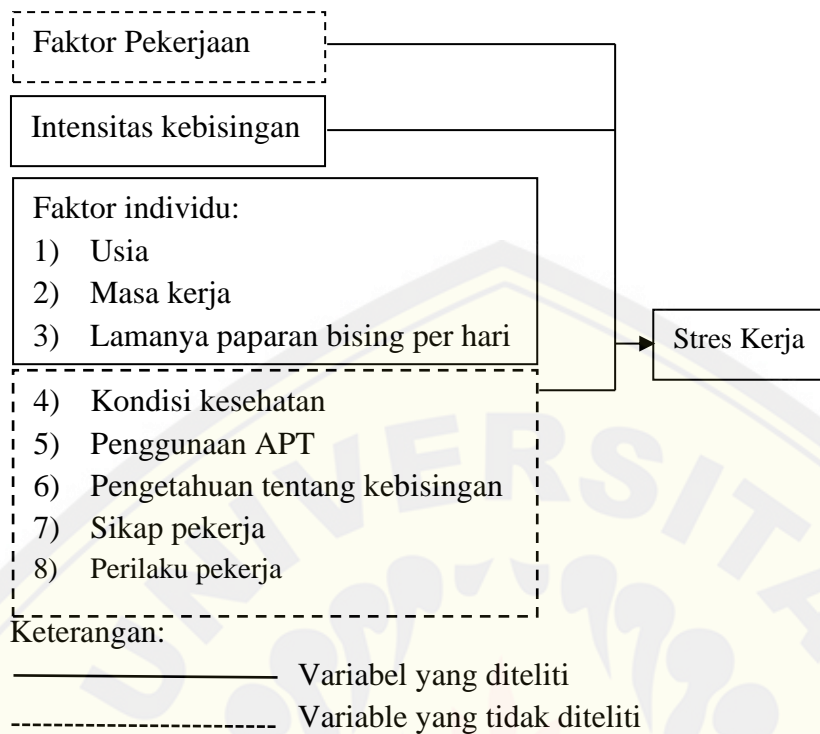 Faktor Pekerjaan
Intensitas kebisingan
Faktor individu:
1) Usia
2) Masa kerja
3) Lamanya paparan bising per hari
Stres Kerja
4) Kondisi kesehatan
5) Penggunaan APT
6) Pengetahuan tentang kebisingan
7) Sikap pekerja
8) Perilaku pekerja
Keterangan:
Variabel yang diteliti
Variable yang tidak diteliti
UNIVERSITA